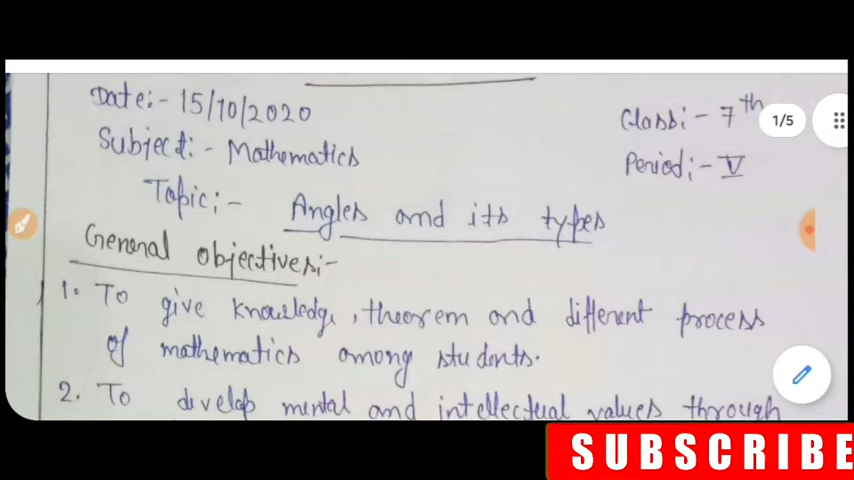 Date:- 15/10/2020
Class:- 7th
1/5
Subject:- Mathematics
Period:- V
Topic:- Angles and its types
General objectives:-
1. To give knowledge, theorem and different process
of mathematics among students.
2. To develop mental and intellectual values through
SUBSCRIBE